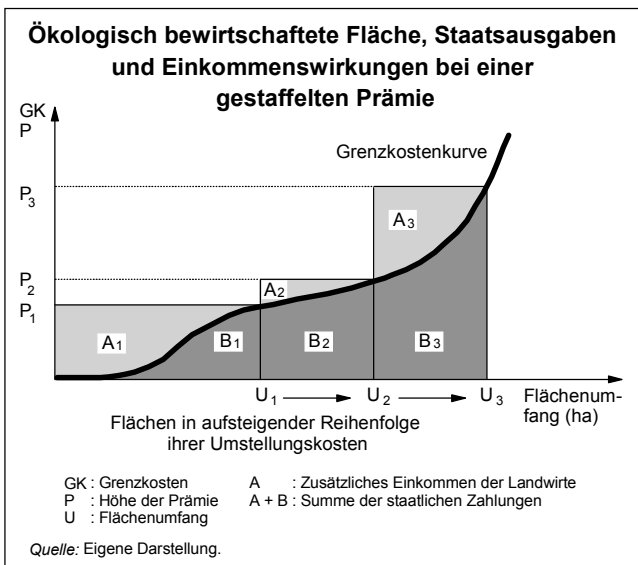 Ökologisch bewirtschaftete Fläche, Staatsausgaben
und Einkommenswirkungen bei einer
gestaffelten Prämie
GK
P
Grenzkostenkurve
P3
A3
P2
A2
P1
A1
B1
B2
B3
U1
U2
U3
Flächenum-
fang (ha)
Flächen in aufsteigender Reihenfolge
ihrer Umstellungskosten
GK : Grenzkosten
P : Höhe der Prämie
U : Flächenumfang
A : Zusätzliches Einkommen der Landwirte
A + B : Summe der staatlichen Zahlungen
Quelle: Eigene Darstellung.